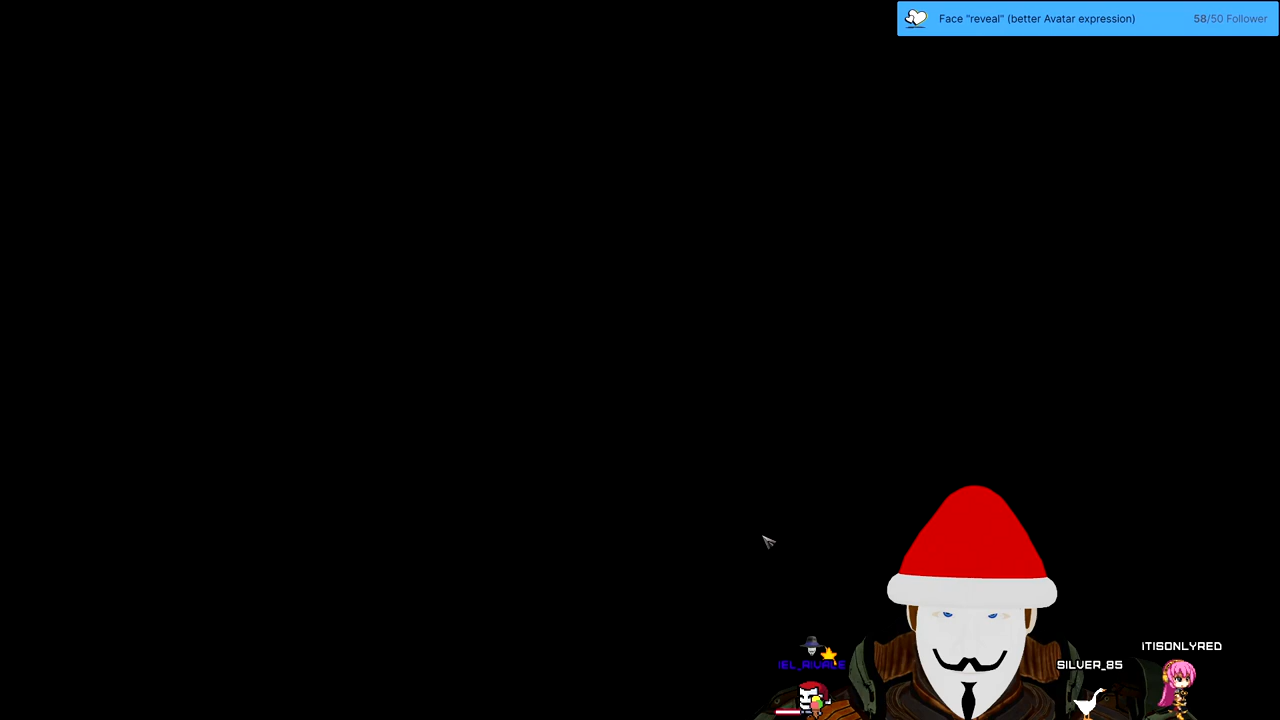 Face "reveal" (better Avatar expression) 58/50 Follower
ITISONLYRED
SILVER_85